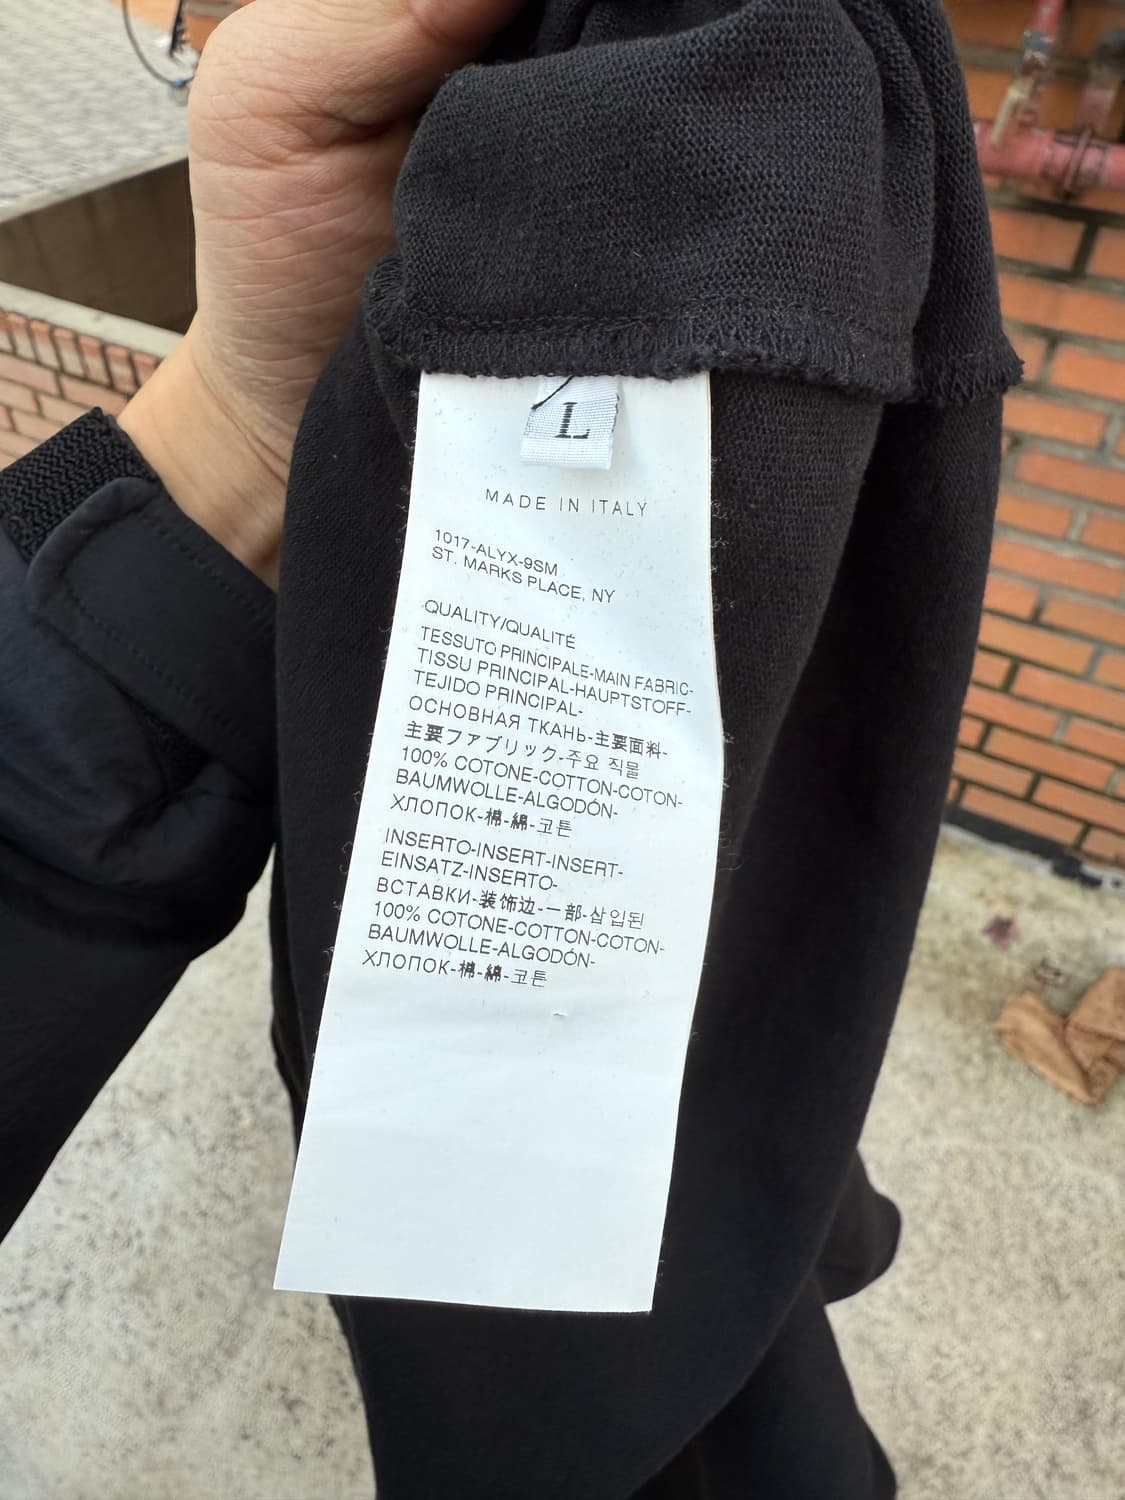 L
MADE IN ITALY
1017-ALYX-9SM
ST. MARKS PLACE, NY
QUALITY/QUALITÉ
TESSUTO PRINCIPALE-MAIN FABRIC-
TISSU PRINCIPAL-HAUPTSTOFF-
TEJIDO PRINCIPAL-
ОСНОВНАЯ ТКАНЬ-主要面料-
主要ファブリック-주요 직물
100% COTONE-COTTON-COTON-
BAUMWOLLE-ALGODÓN-
ХЛОПОК-棉-綿-코튼
INSERTO-INSERT-INSERT-
EINSATZ-INSERTO-
ВСТАВКИ-装饰边-一部-삽입된
100% COTONE-COTTON-COTON-
BAUMWOLLE-ALGODÓN-
ХЛОПОК-棉-綿-코튼